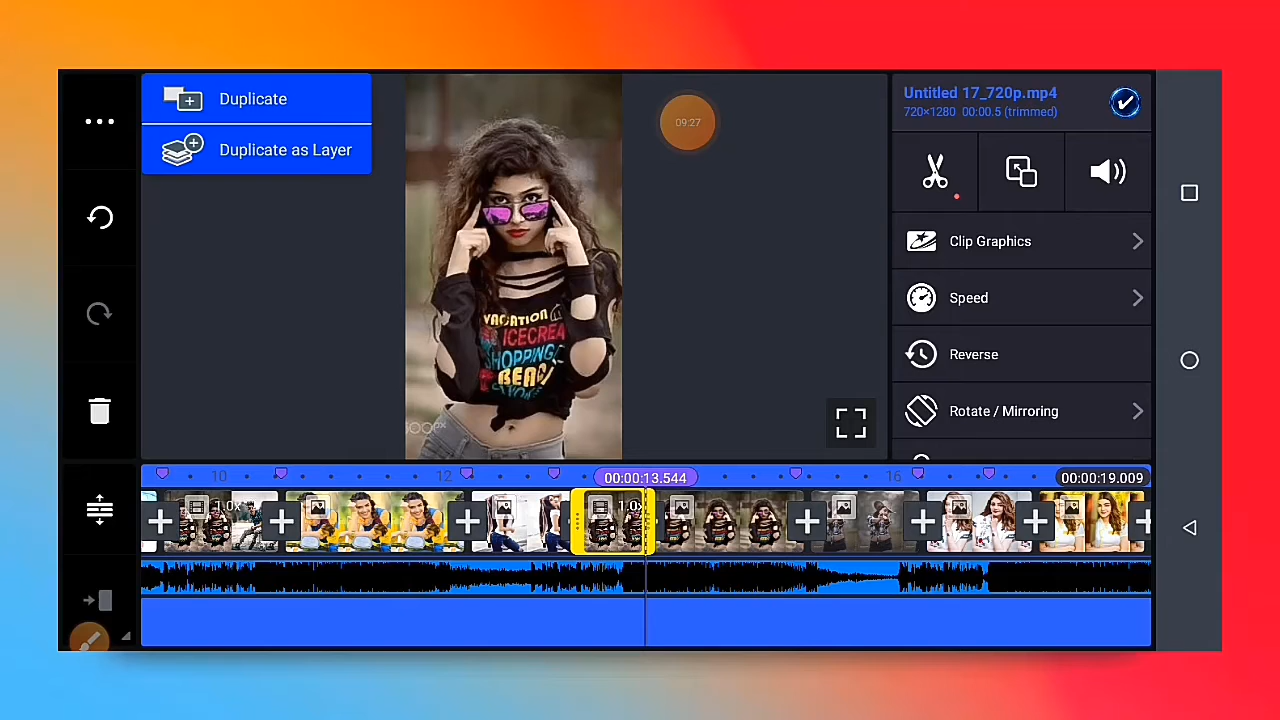 Duplicate
Duplicate as Layer
09:27
Untitled 17_720p.mp4
720×1280 00:00.5 (trimmed)
Clip Graphics
Speed
Reverse
Rotate / Mirroring
VACATION
ICECREA
SHOPPING
BEAC
500px
10
12
00:00:13.544
16
00:00:19.009
1.0x
1.0x